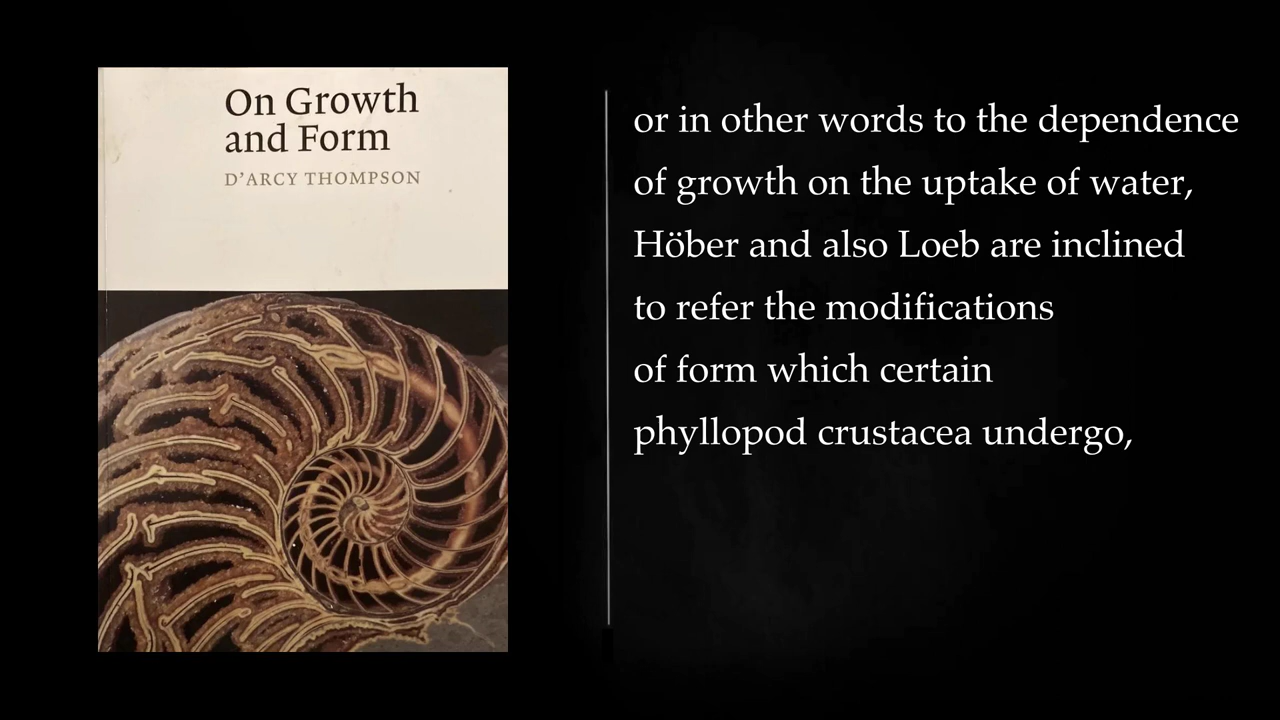 On Growth
and Form
D'ARCY THOMPSON
or in other words to the dependence
of growth on the uptake of water,
Höber and also Loeb are inclined
to refer the modifications
of form which certain
phyllopod crustacea undergo,